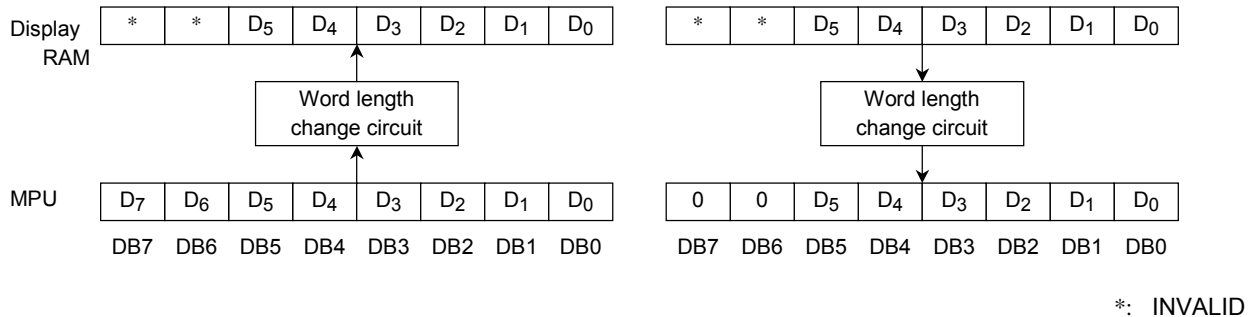 Display RAM
* * D5 D4 D3 D2 D1 D0
Word length change circuit
MPU
D7 D6 D5 D4 D3 D2 D1 D0
DB7 DB6 DB5 DB4 DB3 DB2 DB1 DB0
* * D5 D4 D3 D2 D1 D0
Word length change circuit
0 0 D5 D4 D3 D2 D1 D0
DB7 DB6 DB5 DB4 DB3 DB2 DB1 DB0
*: INVALID